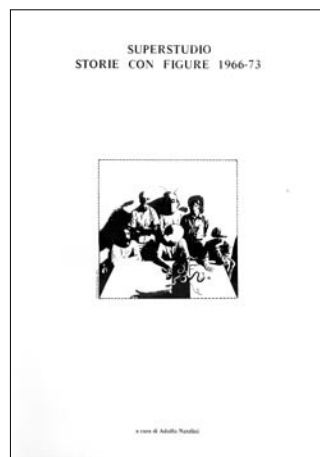 SUPERSTUDIO
STORIE CON FIGURE 1966-73
a cura di Adolfo Natalini